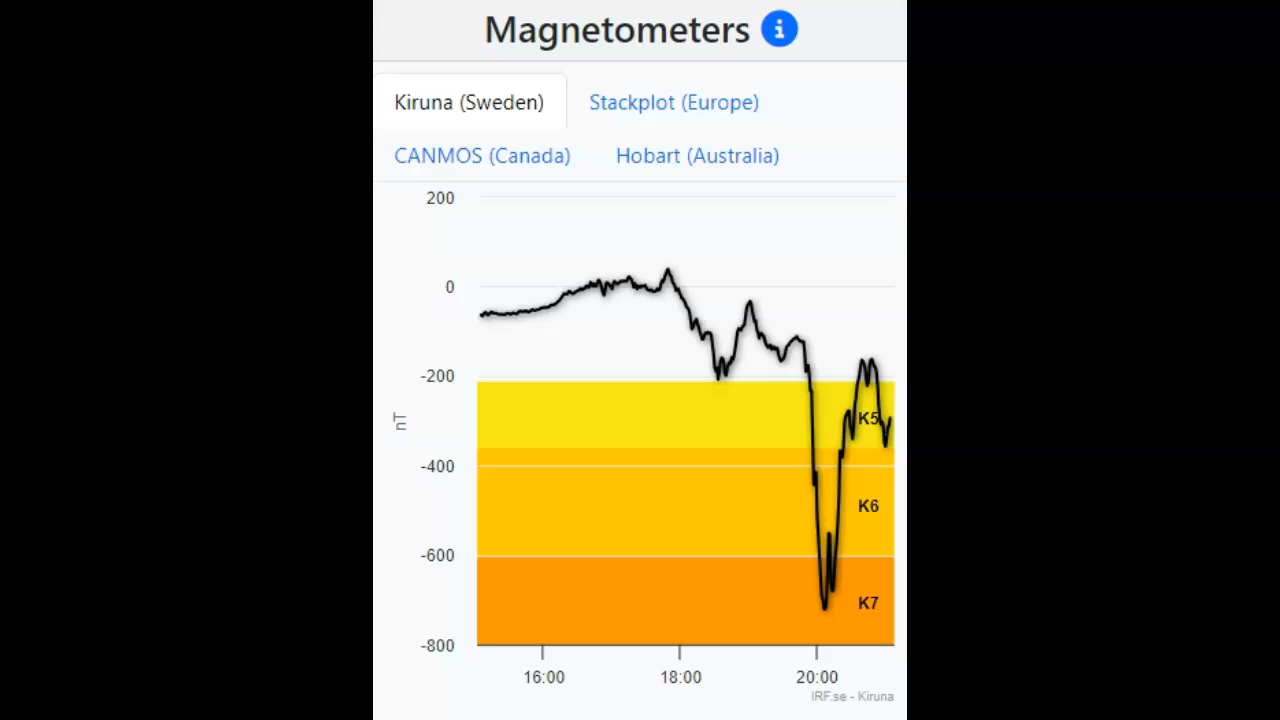 Magnetometers
Kiruna (Sweden) Stackplot (Europe)
CANMOS (Canada) Hobart (Australia)
200
0
-200
nT
K5
-400
K6
-600
K7
-800
16:00 18:00 20:00
IRF.se - Kiruna